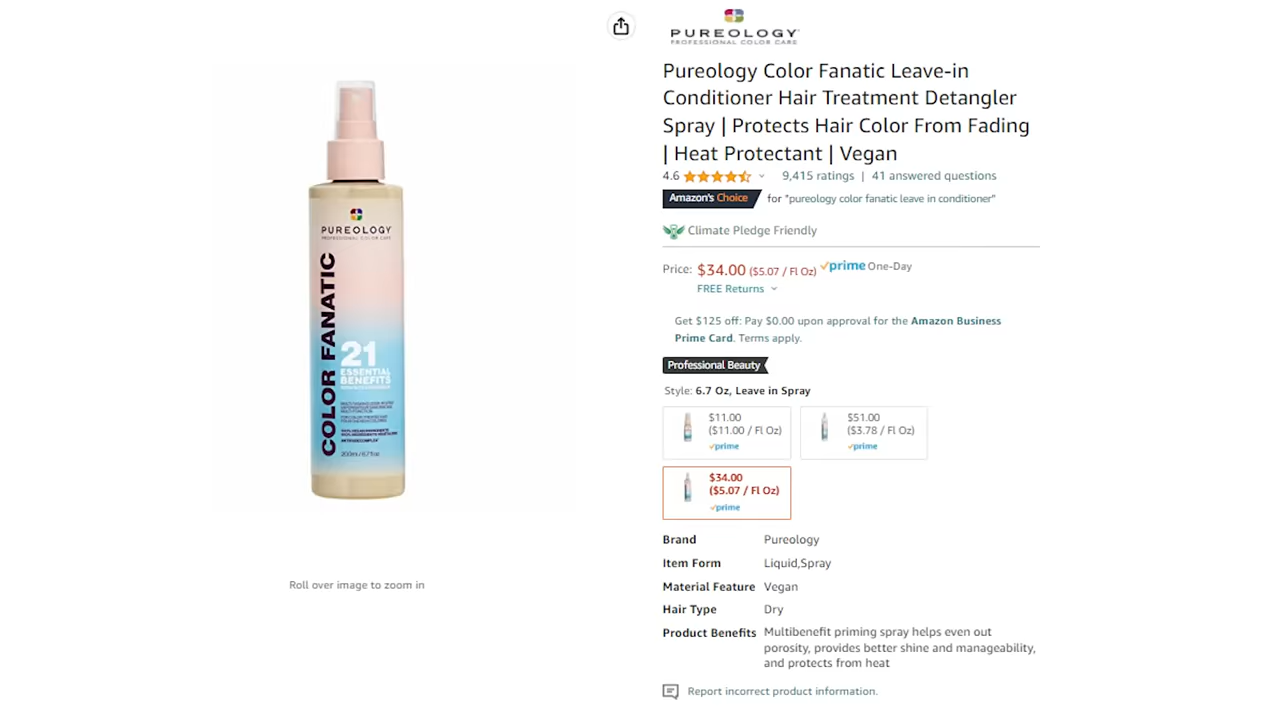 PUREOLOGY
PROFESSIONAL COLOR CARE
Pureology Color Fanatic Leave-in
Conditioner Hair Treatment Detangler
Spray | Protects Hair Color From Fading
| Heat Protectant | Vegan
4.6 9,415 ratings | 41 answered questions
Amazon's Choice for "pureology color fanatic leave in conditioner"
Climate Pledge Friendly
Price: $34.00 ($5.07 / Fl Oz) prime One-Day
FREE Returns
Get $125 off: Pay $0.00 upon approval for the Amazon Business
Prime Card. Terms apply.
Professional Beauty
Style: 6.7 Oz, Leave in Spray
$11.00
($11.00 / Fl Oz)
prime
$51.00
($3.78 / Fl Oz)
prime
$34.00
($5.07 / Fl Oz)
prime
Brand Pureology
Item Form Liquid,Spray
Material Feature Vegan
Hair Type Dry
Product Benefits Multibenefit priming spray helps even out
porosity, provides better shine and manageability,
and protects from heat
Report incorrect product information.
PUREOLOGY
PROFESSIONAL COLOR CARE
COLOR FANATIC
21
ESSENTIAL
BENEFITS
200ml/6.7fl oz
Roll over image to zoom in